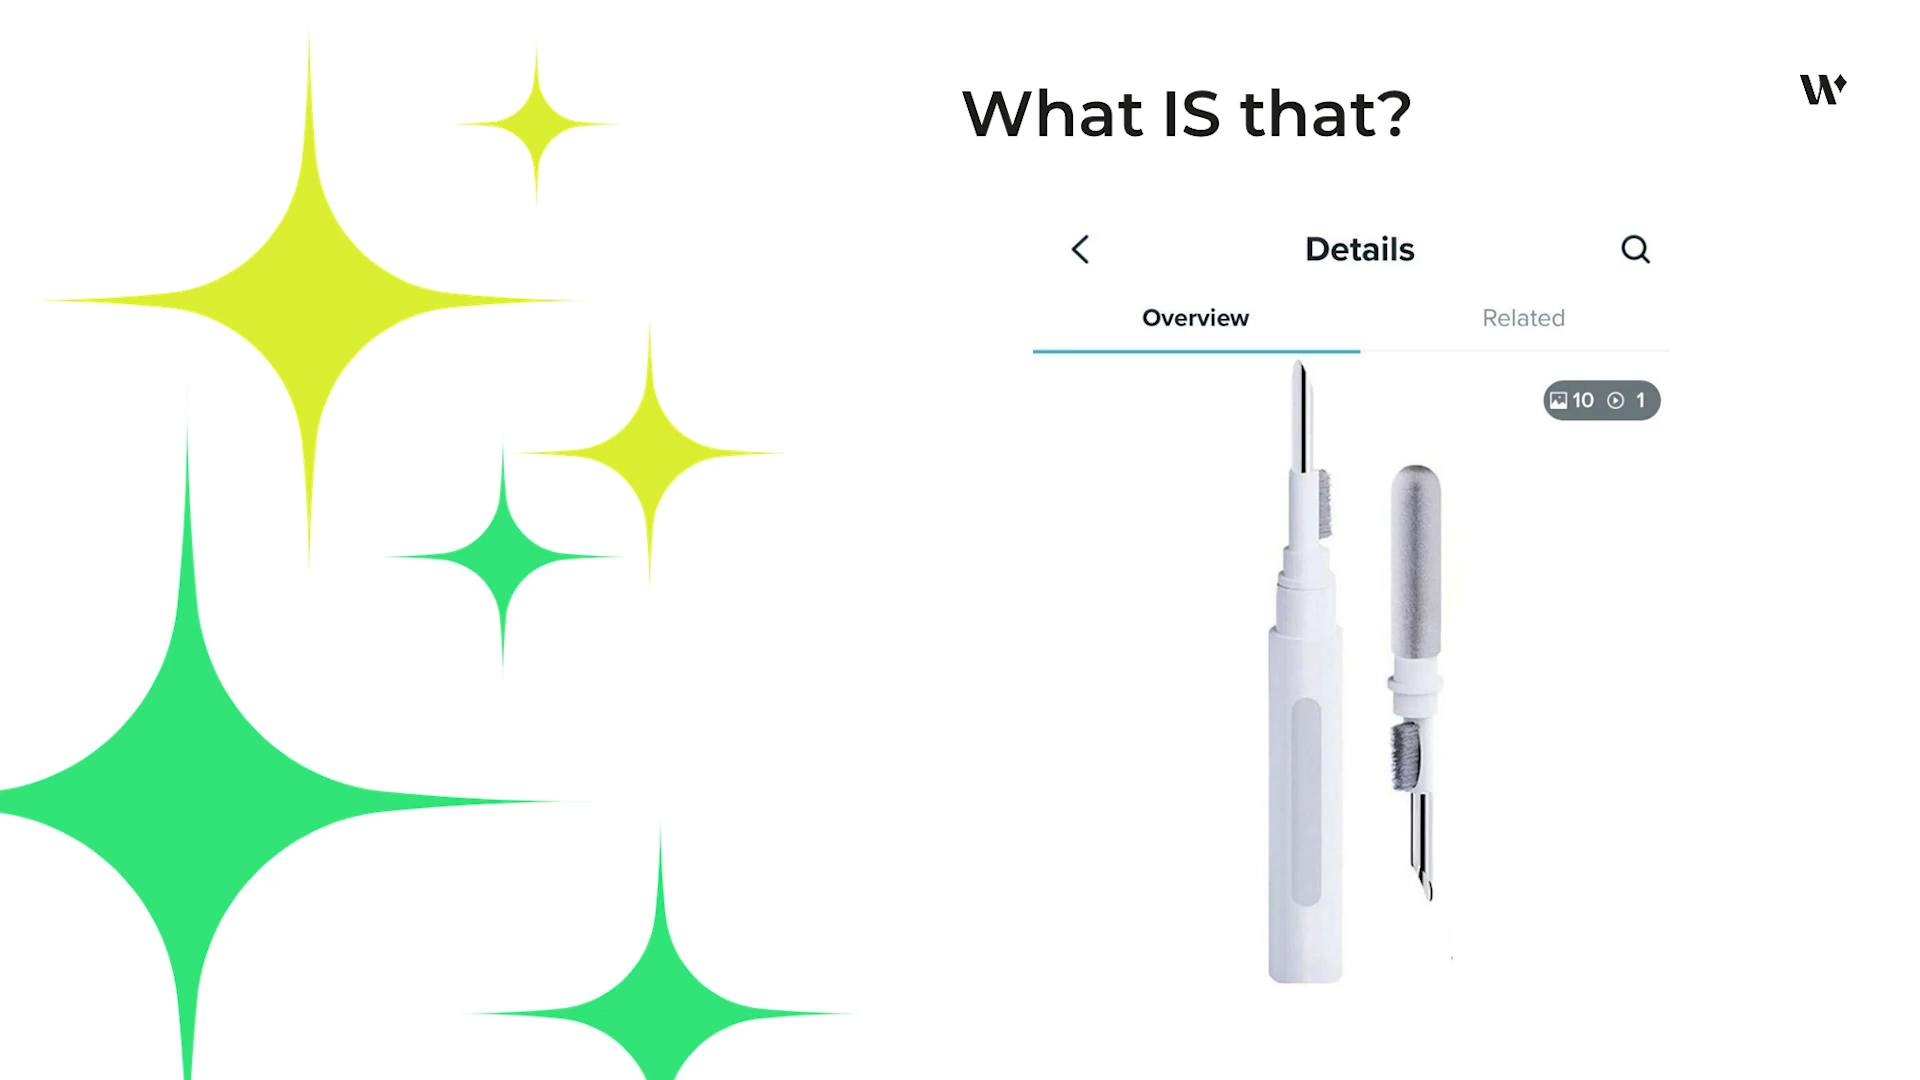 What IS that?
W
Details
Overview
Related
10 1